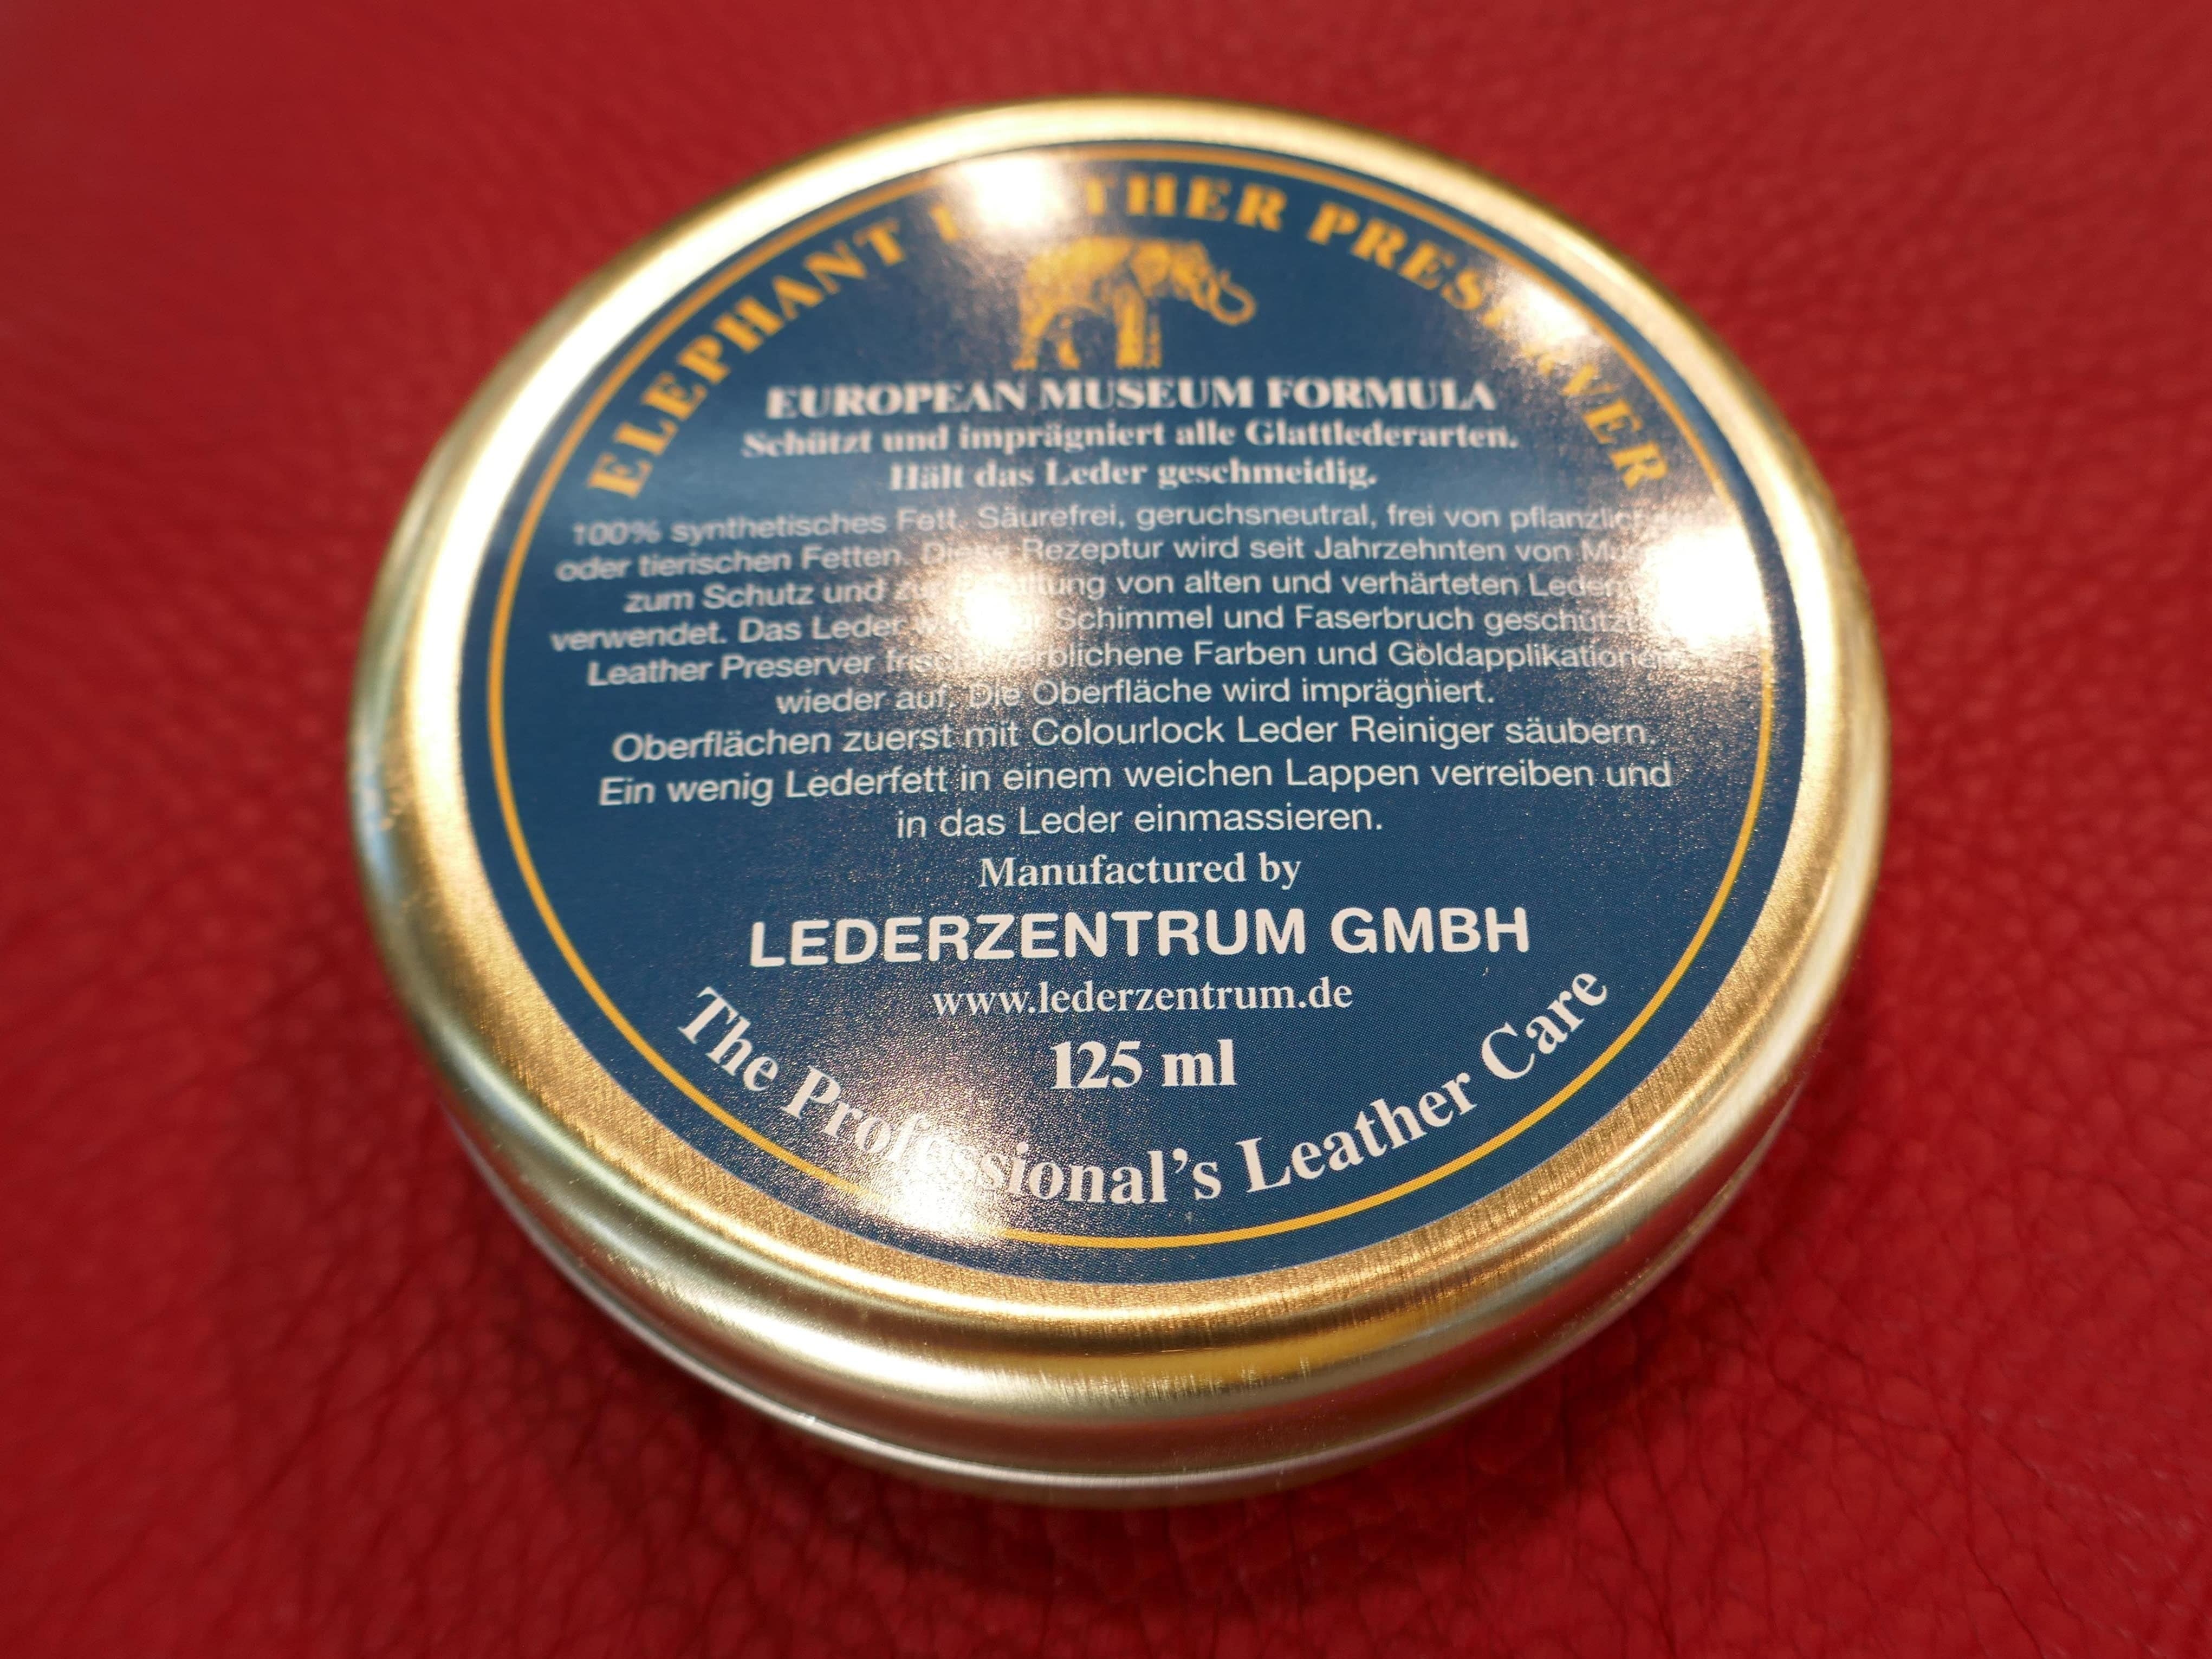 ELEPHANT LEATHER PRESERVER
EUROPEAN MUSEUM FORMULA
Schützt und imprägniert alle Glattlederarten.
Hält das Leder geschmeidig.
100% synthetisches Fett. Säurefrei, geruchsneutral, frei von
oder tierischen Fetten. Diese Rezeptur wird seit Jahrzehnten von
zum Schutz und zur von alten und verhärteten
verwendet. Das Leder Schimmel und Faserbruch
Leather Preserver Farben und
wieder auf. Die Oberfläche wird imprägniert.
Oberflächen zuerst mit Colourlock Leder Reiniger säubern.
Ein wenig Lederfett in einem weichen Lappen verreiben und
in das Leder einmassieren.
Manufactured by
LEDERZENTRUM GMBH
www.lederzentrum.de
125 ml
The Professional's Leather Care